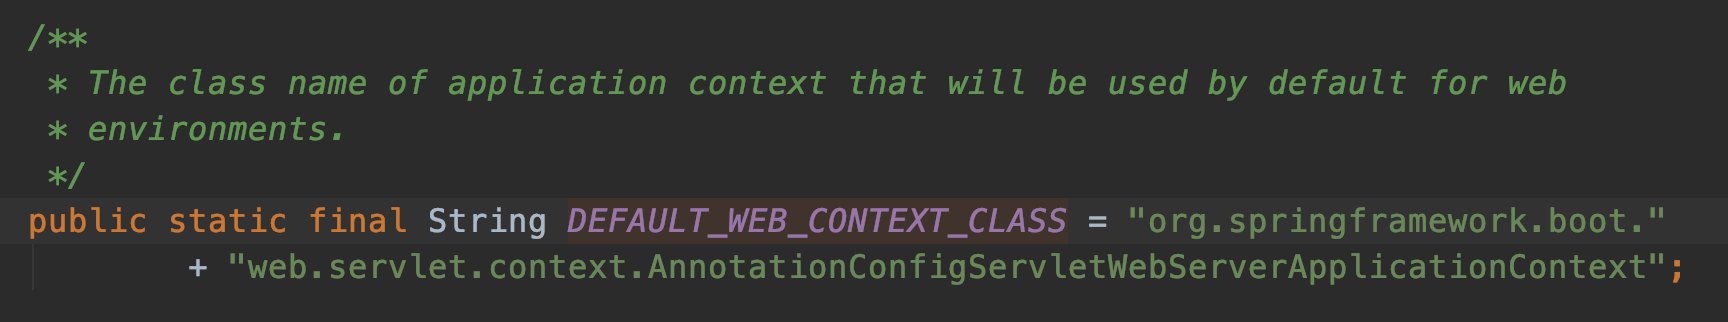 /**
 * The class name of application context that will be used by default for web
 * environments.
 */
public static final String DEFAULT_WEB_CONTEXT_CLASS = "org.springframework.boot."
        + "web.servlet.context.AnnotationConfigServletWebServerApplicationContext";